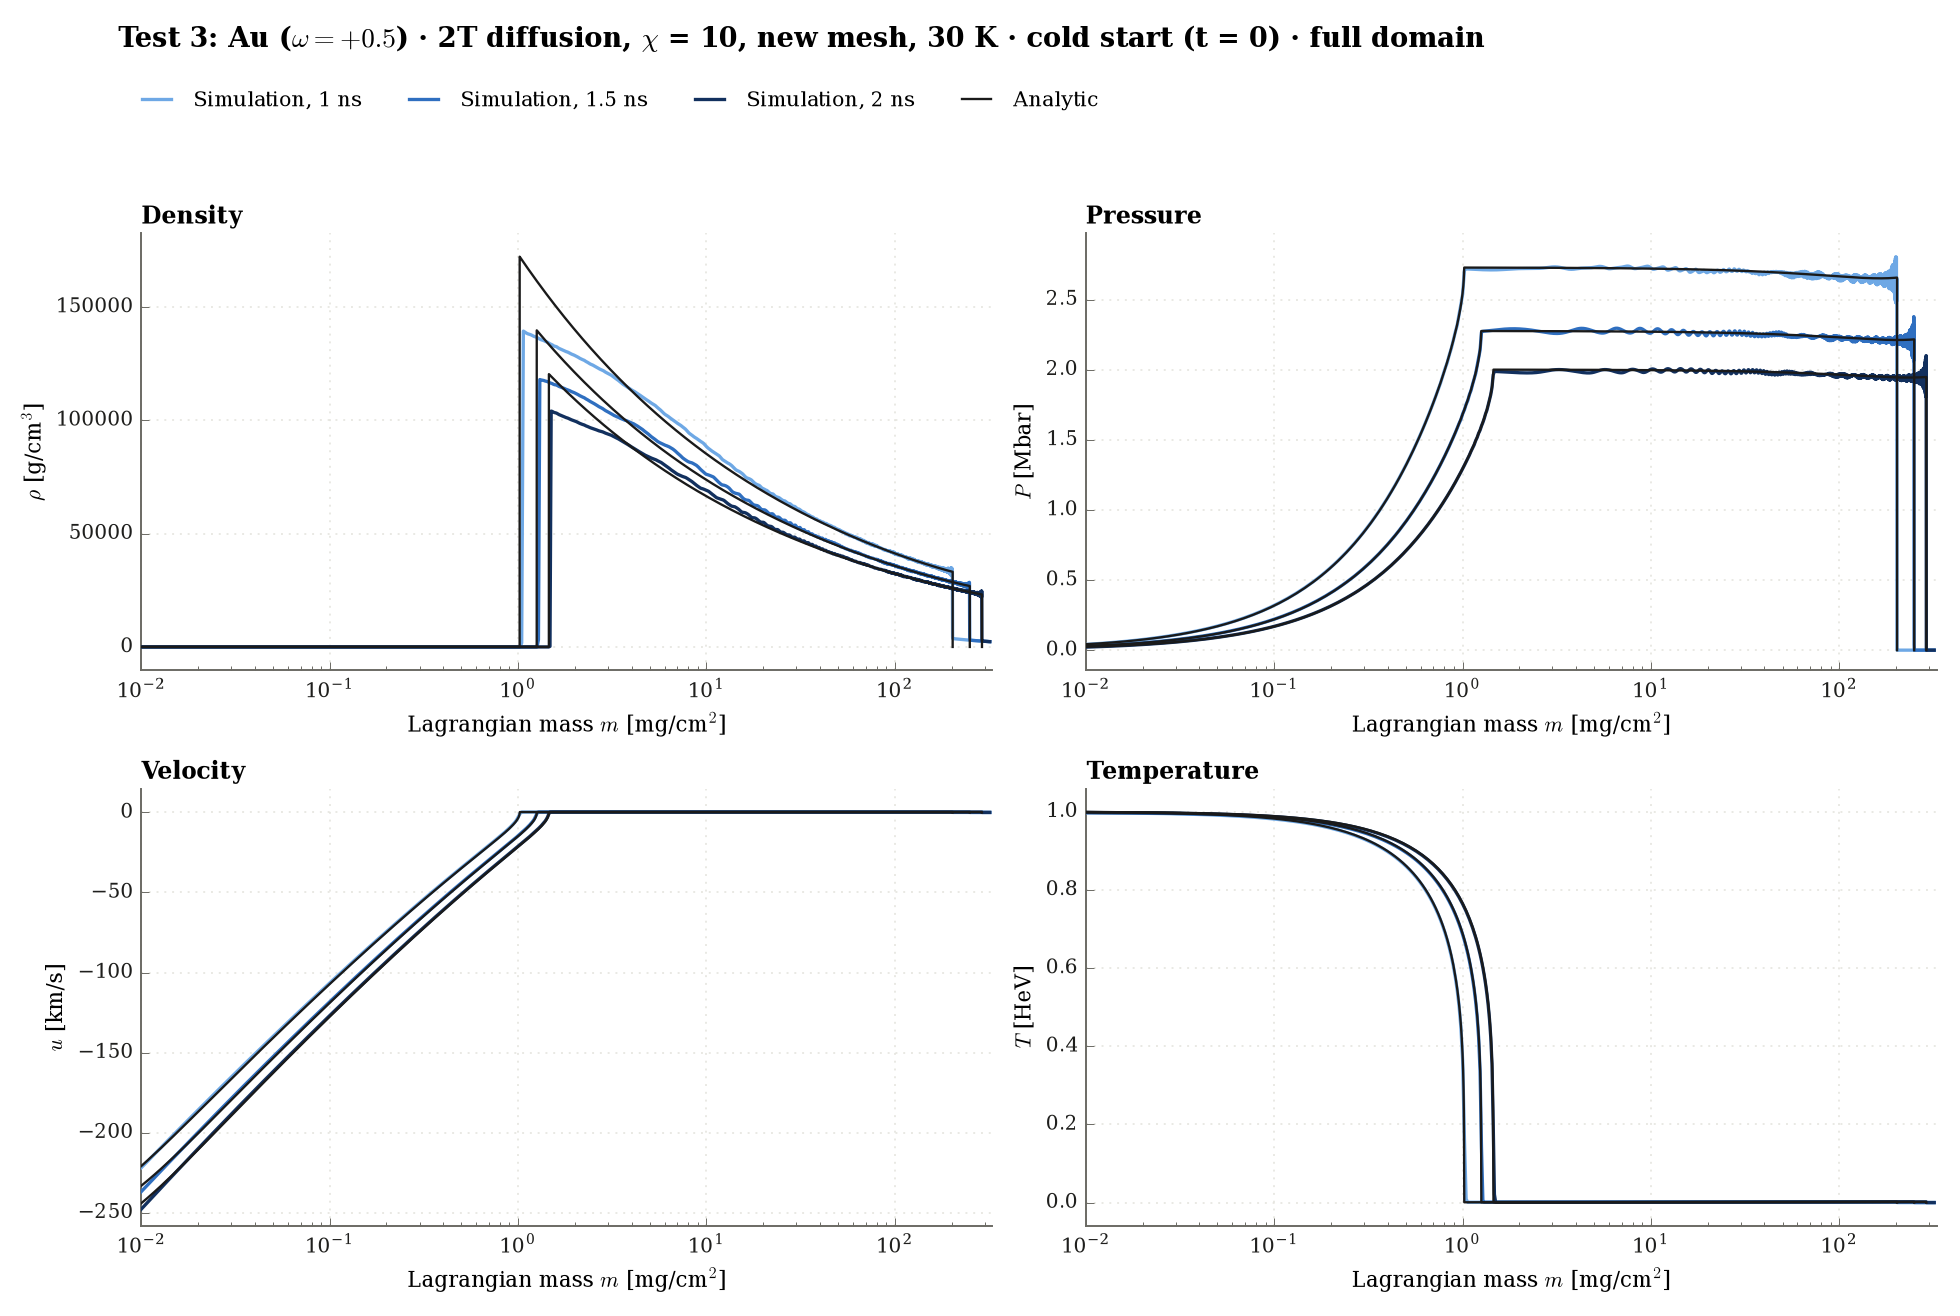 Test 3: Au (ω = +0.5) · 2T diffusion, χ = 10, new mesh, 30 K · cold start (t = 0) · full domain
Simulation, 1 ns Simulation, 1.5 ns Simulation, 2 ns Analytic
Density
150000
100000
50000
0
ρ [g/cm³]
10⁻² 10⁻¹ 10⁰ 10¹ 10²
Lagrangian mass m [mg/cm²]
Pressure
2.5
2.0
1.5
1.0
0.5
0.0
P [Mbar]
10⁻² 10⁻¹ 10⁰ 10¹ 10²
Lagrangian mass m [mg/cm²]
Velocity
0
−50
−100
−150
−200
−250
u [km/s]
10⁻² 10⁻¹ 10⁰ 10¹ 10²
Lagrangian mass m [mg/cm²]
Temperature
1.0
0.8
0.6
0.4
0.2
0.0
T [HeV]
10⁻² 10⁻¹ 10⁰ 10¹ 10²
Lagrangian mass m [mg/cm²]